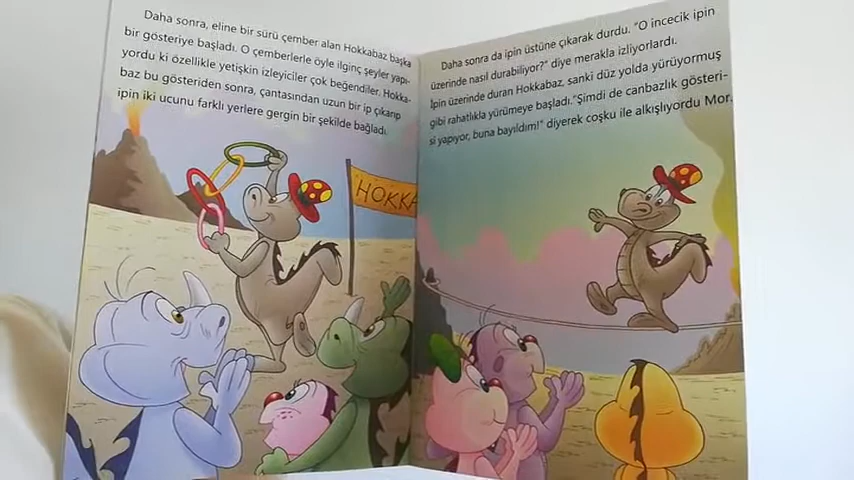 Daha sonra, eline bir sürü çember alan Hokkabaz başka
bir gösteriye başladı. O çemberlerle öyle ilginç şeyler yapı-
yordu ki özellikle yetişkin izleyiciler çok beğendiler. Hokka-
baz bu gösteriden sonra, çantasından uzun bir ip çıkarıp
ipin iki ucunu farklı yerlere gergin bir şekilde bağladı.
HOKKA
Daha sonra da ipin üstüne çıkarak durdu. "O incecik ipin
üzerinde nasıl durabiliyor?" diye merakla izliyorlardı.
İpin üzerinde duran Hokkabaz, sanki düz yolda yürüyormuş
gibi rahatlıkla yürümeye başladı. "Şimdi de canbazlık gösteri-
si yapıyor, buna bayıldım!" diyerek coşku ile alkışlıyordu Mor.